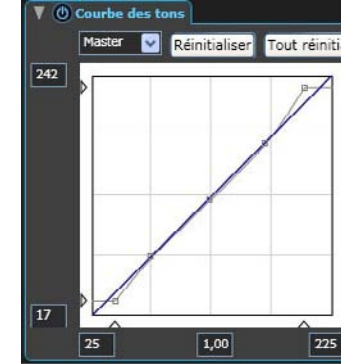 Courbe des tons
Master Réinitialiser Tout réiniti
242
17
25 1,00 225